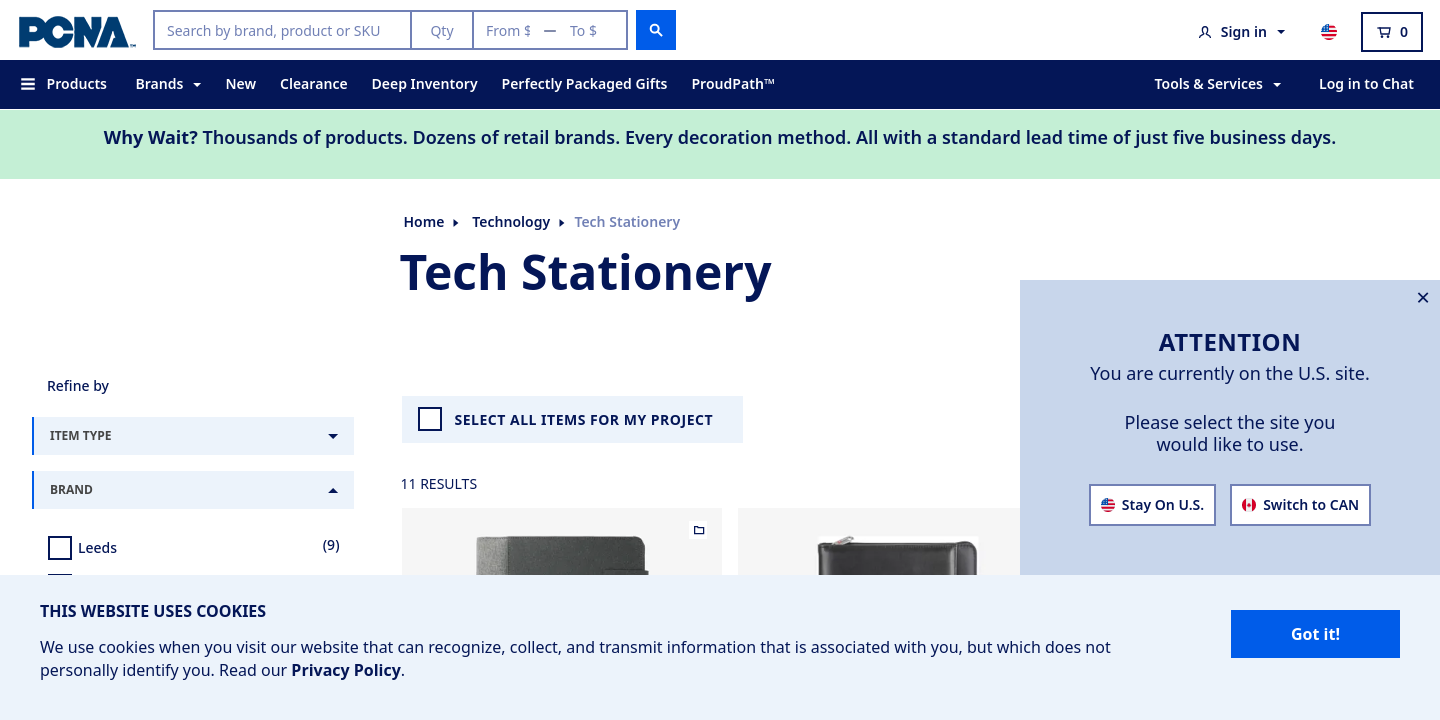 PCNA™
Search by brand, product or SKU
Qty
From $ — To $
Sign in
0
Products
Brands
New
Clearance
Deep Inventory
Perfectly Packaged Gifts
ProudPath™
Tools & Services
Log in to Chat
Why Wait? Thousands of products. Dozens of retail brands. Every decoration method. All with a standard lead time of just five business days.
Home
Technology
Tech Stationery
Tech Stationery
ATTENTION
You are currently on the U.S. site.
Please select the site you
would like to use.
Stay On U.S.
Switch to CAN
Refine by
ITEM TYPE
BRAND
Leeds
(9)
SELECT ALL ITEMS FOR MY PROJECT
11 RESULTS
THIS WEBSITE USES COOKIES
We use cookies when you visit our website that can recognize, collect, and transmit information that is associated with you, but which does not
personally identify you. Read our Privacy Policy.
Got it!